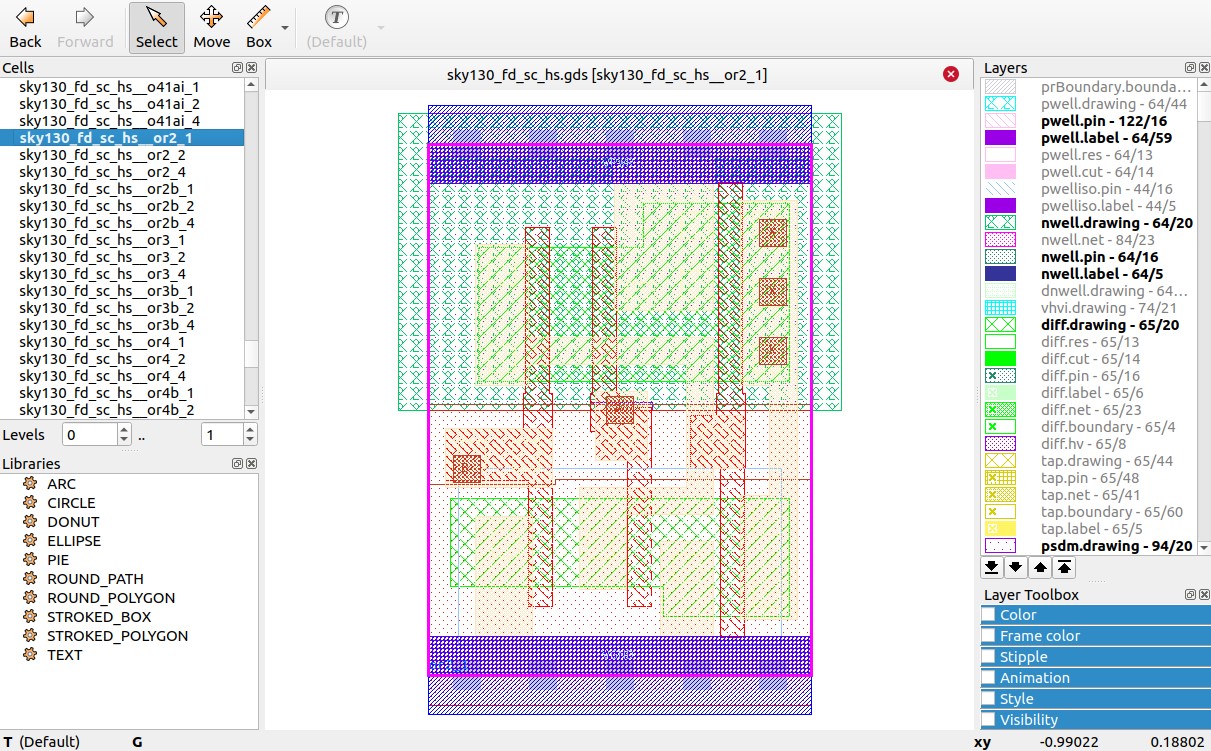 Back
Forward
Select
Move
Box
T
(Default)
Cells
sky130_fd_sc_hs__o41ai_1
sky130_fd_sc_hs__o41ai_2
sky130_fd_sc_hs__o41ai_4
sky130_fd_sc_hs__or2_1
sky130_fd_sc_hs__or2_2
sky130_fd_sc_hs__or2_4
sky130_fd_sc_hs__or2b_1
sky130_fd_sc_hs__or2b_2
sky130_fd_sc_hs__or2b_4
sky130_fd_sc_hs__or3_1
sky130_fd_sc_hs__or3_2
sky130_fd_sc_hs__or3_4
sky130_fd_sc_hs__or3b_1
sky130_fd_sc_hs__or3b_2
sky130_fd_sc_hs__or3b_4
sky130_fd_sc_hs__or4_1
sky130_fd_sc_hs__or4_2
sky130_fd_sc_hs__or4_4
sky130_fd_sc_hs__or4b_1
sky130_fd_sc_hs__or4b_2
Levels 0 .. 1
Libraries
ARC
CIRCLE
DONUT
ELLIPSE
PIE
ROUND_PATH
ROUND_POLYGON
STROKED_BOX
STROKED_POLYGON
TEXT
sky130_fd_sc_hs.gds [sky130_fd_sc_hs__or2_1]
Layers
prBoundary.bounda...
pwell.drawing - 64/44
pwell.pin - 122/16
pwell.label - 64/59
pwell.res - 64/13
pwell.cut - 64/14
pwelliso.pin - 44/16
pwelliso.label - 44/5
nwell.drawing - 64/20
nwell.net - 84/23
nwell.pin - 64/16
nwell.label - 64/5
dnwell.drawing - 64...
vhvi.drawing - 74/21
diff.drawing - 65/20
diff.res - 65/13
diff.cut - 65/14
diff.pin - 65/16
diff.label - 65/6
diff.net - 65/23
diff.boundary - 65/4
diff.hv - 65/8
tap.drawing - 65/44
tap.pin - 65/48
tap.net - 65/41
tap.boundary - 65/60
tap.label - 65/5
psdm.drawing - 94/20
Layer Toolbox
Color
Frame color
Stipple
Animation
Style
Visibility
T (Default) G
xy -0.99022 0.18802